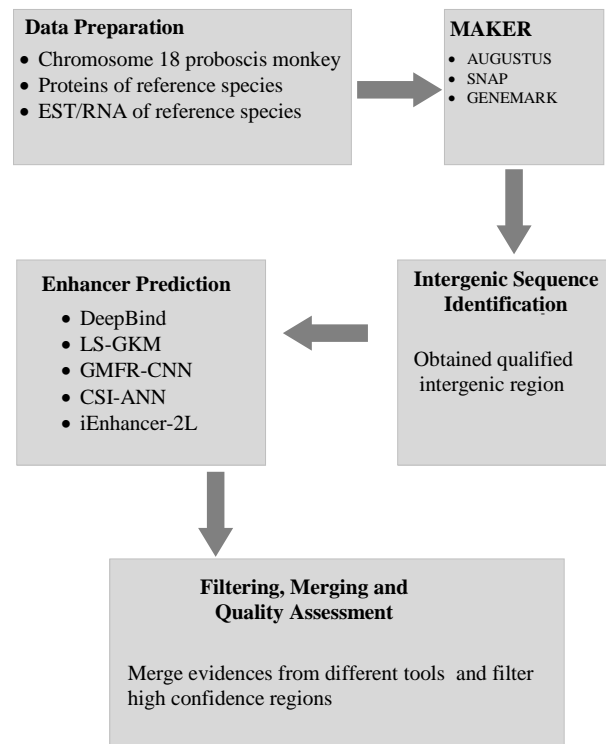 Data Preparation
• Chromosome 18 proboscis monkey
• Proteins of reference species
• EST/RNA of reference species
MAKER
• AUGUSTUS
• SNAP
• GENEMARK
Intergenic Sequence
Identification
Obtained qualified
intergenic region
Enhancer Prediction
• DeepBind
• LS-GKM
• GMFR-CNN
• CSI-ANN
• iEnhancer-2L
Filtering, Merging and
Quality Assessment
Merge evidences from different tools and filter
high confidence regions